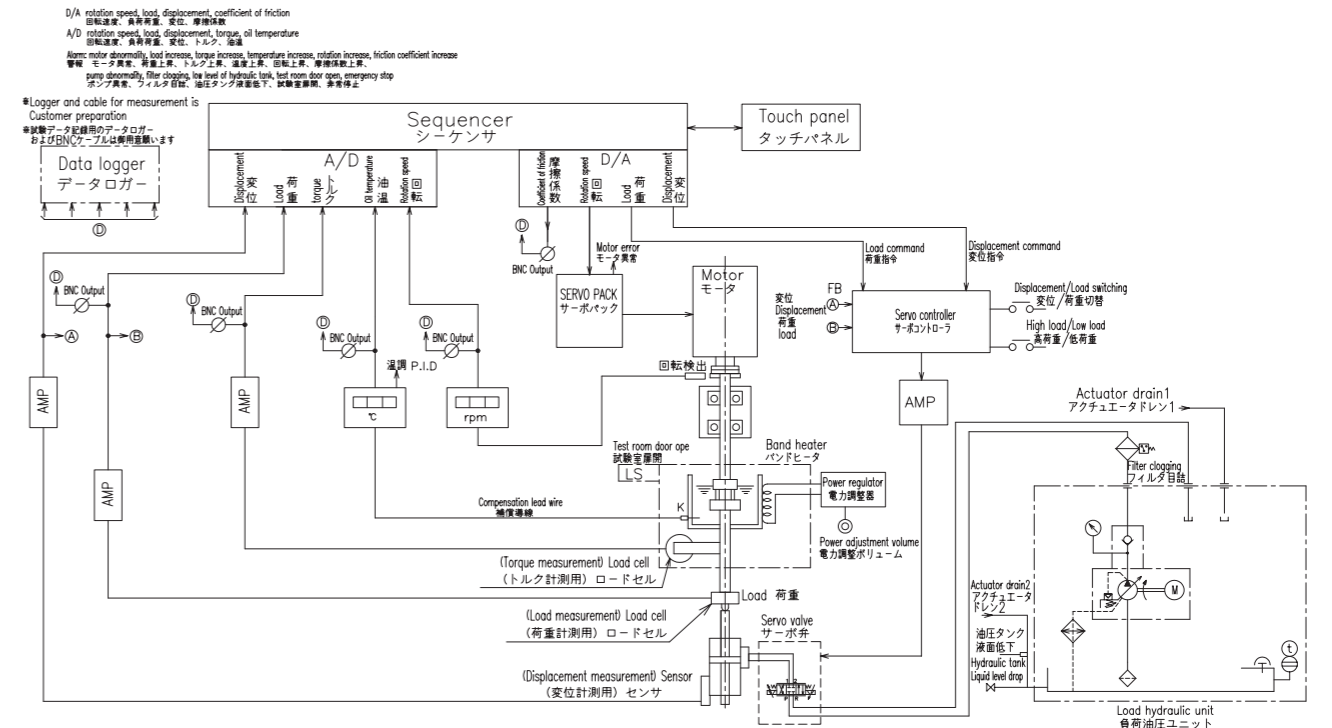 D/A rotation speed, load, displacement, coefficient of friction
回転速度、負荷荷重、変位、摩擦係数
A/D rotation speed, load, displacement, torque, oil temperature
回転速度、負荷荷重、変位、トルク、油温
Alarm: motor abnormality, load increase, torque increase, temperature increase, rotation increase, friction coefficient increase
警報 モータ異常、荷重上昇、トルク上昇、温度上昇、回転上昇、摩擦係数上昇、
pump abnormality, filter clogging, low level of hydraulic tank, test room door open, emergency stop
ポンプ異常、フィルタ目詰、油圧タンク液面低下、試験室扉開、非常停止
※Logger and cable for measurement is
Customer preparation
※試験データ記録用のデータロガー
およびBNCケーブルは御用意願います
Data logger
データロガー
D
Sequencer
シーケンサ
Touch panel
タッチパネル
A/D
Displacement
変位
Load
荷重
torque
トルク
Oil temperature
油温
Rotation speed
回転
D/A
Coefficient of friction
摩擦係数
Rotation speed
回転
Load
荷重
Displacement
変位
D
BNC Output
D
BNC Output
D
BNC Output
D
BNC Output
D
BNC Output
A
B
AMP
AMP
AMP
温調 P.I.D
℃
rpm
Motor error
モータ異常
SERVO PACK
サーボパック
Motor
モータ
回転検出
Load command
荷重指令
Displacement command
変位指令
FB
変位
Displacement
荷重
load
A
B
Servo controller
サーボコントローラ
Displacement/Load switching
変位/荷重切替
High load/Low load
高荷重/低荷重
AMP
Actuator drain1
アクチュエータドレン1
Test room door ope
試験室扉開
LS
Band heater
バンドヒータ
Power regulator
電力調整器
Power adjustment volume
電力調整ボリューム
Compensation lead wire
補償導線
K
(Torque measurement) Load cell
(トルク計測用) ロードセル
Load 荷重
(Load measurement) Load cell
(荷重計測用) ロードセル
Servo valve
サーボ弁
(Displacement measurement) Sensor
(変位計測用) センサ
Filter clogging
フィルタ目詰
M
Actuator drain2
アクチュエータ
ドレン2
油圧タンク
液面低下
Hydraulic tank
Liquid level drop
t
Load hydraulic unit
負荷油圧ユニット